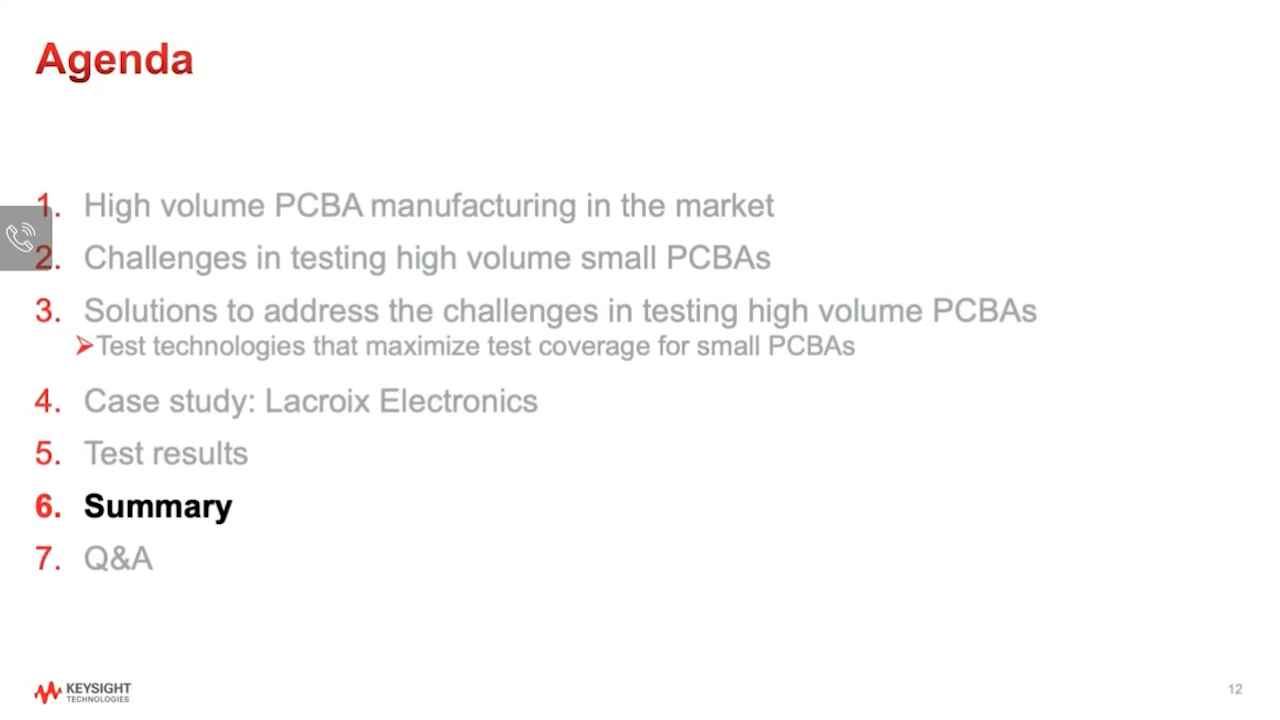 Agenda
1. High volume PCBA manufacturing in the market
2. Challenges in testing high volume small PCBAs
3. Solutions to address the challenges in testing high volume PCBAs
➢Test technologies that maximize test coverage for small PCBAs
4. Case study: Lacroix Electronics
5. Test results
6. Summary
7. Q&A
KEYSIGHT
TECHNOLOGIES
12